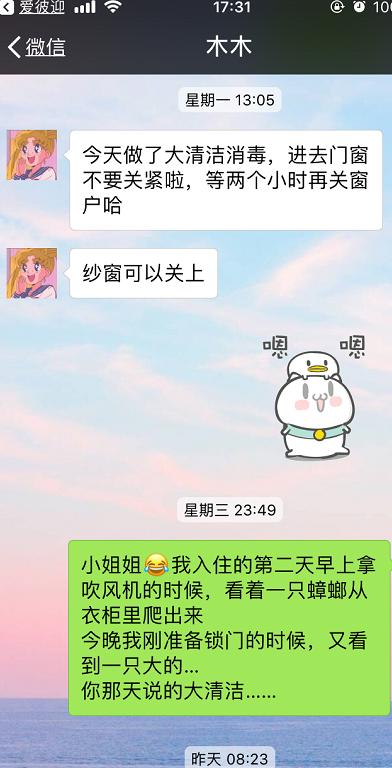 爱彼迎 17:31 100
微信 木木
星期一 13:05
今天做了大清洁消毒，进去门窗
不要关紧啦，等两个小时再关窗
户哈
纱窗可以关上
嗯 嗯
星期三 23:49
小姐姐😂我入住的第二天早上拿
吹风机的时候，看着一只蟑螂从
衣柜里爬出来
今晚我刚准备锁门的时候，又看
到一只大的...
你那天说的大清洁......
昨天 08:23